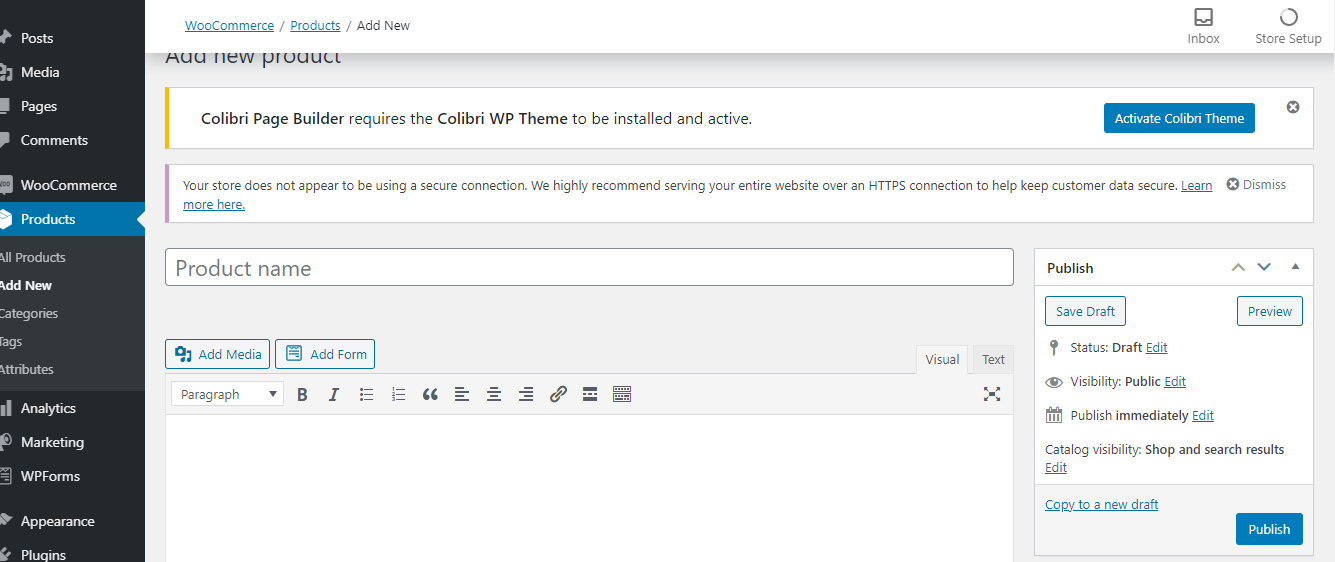 WooCommerce / Products / Add New
Inbox
Store Setup
Posts
Media
Pages
Comments
WooCommerce
Products
All Products
Add New
Categories
Tags
Attributes
Analytics
Marketing
WPForms
Appearance
Plugins
Add new product
Colibri Page Builder requires the Colibri WP Theme to be installed and active.
Activate Colibri Theme
Your store does not appear to be using a secure connection. We highly recommend serving your entire website over an HTTPS connection to help keep customer data secure. Learn
more here.
Dismiss
Product name
Add Media
Add Form
Visual
Text
Paragraph
B
I
Publish
Save Draft
Preview
Status: Draft Edit
Visibility: Public Edit
Publish immediately Edit
Catalog visibility: Shop and search results
Edit
Copy to a new draft
Publish